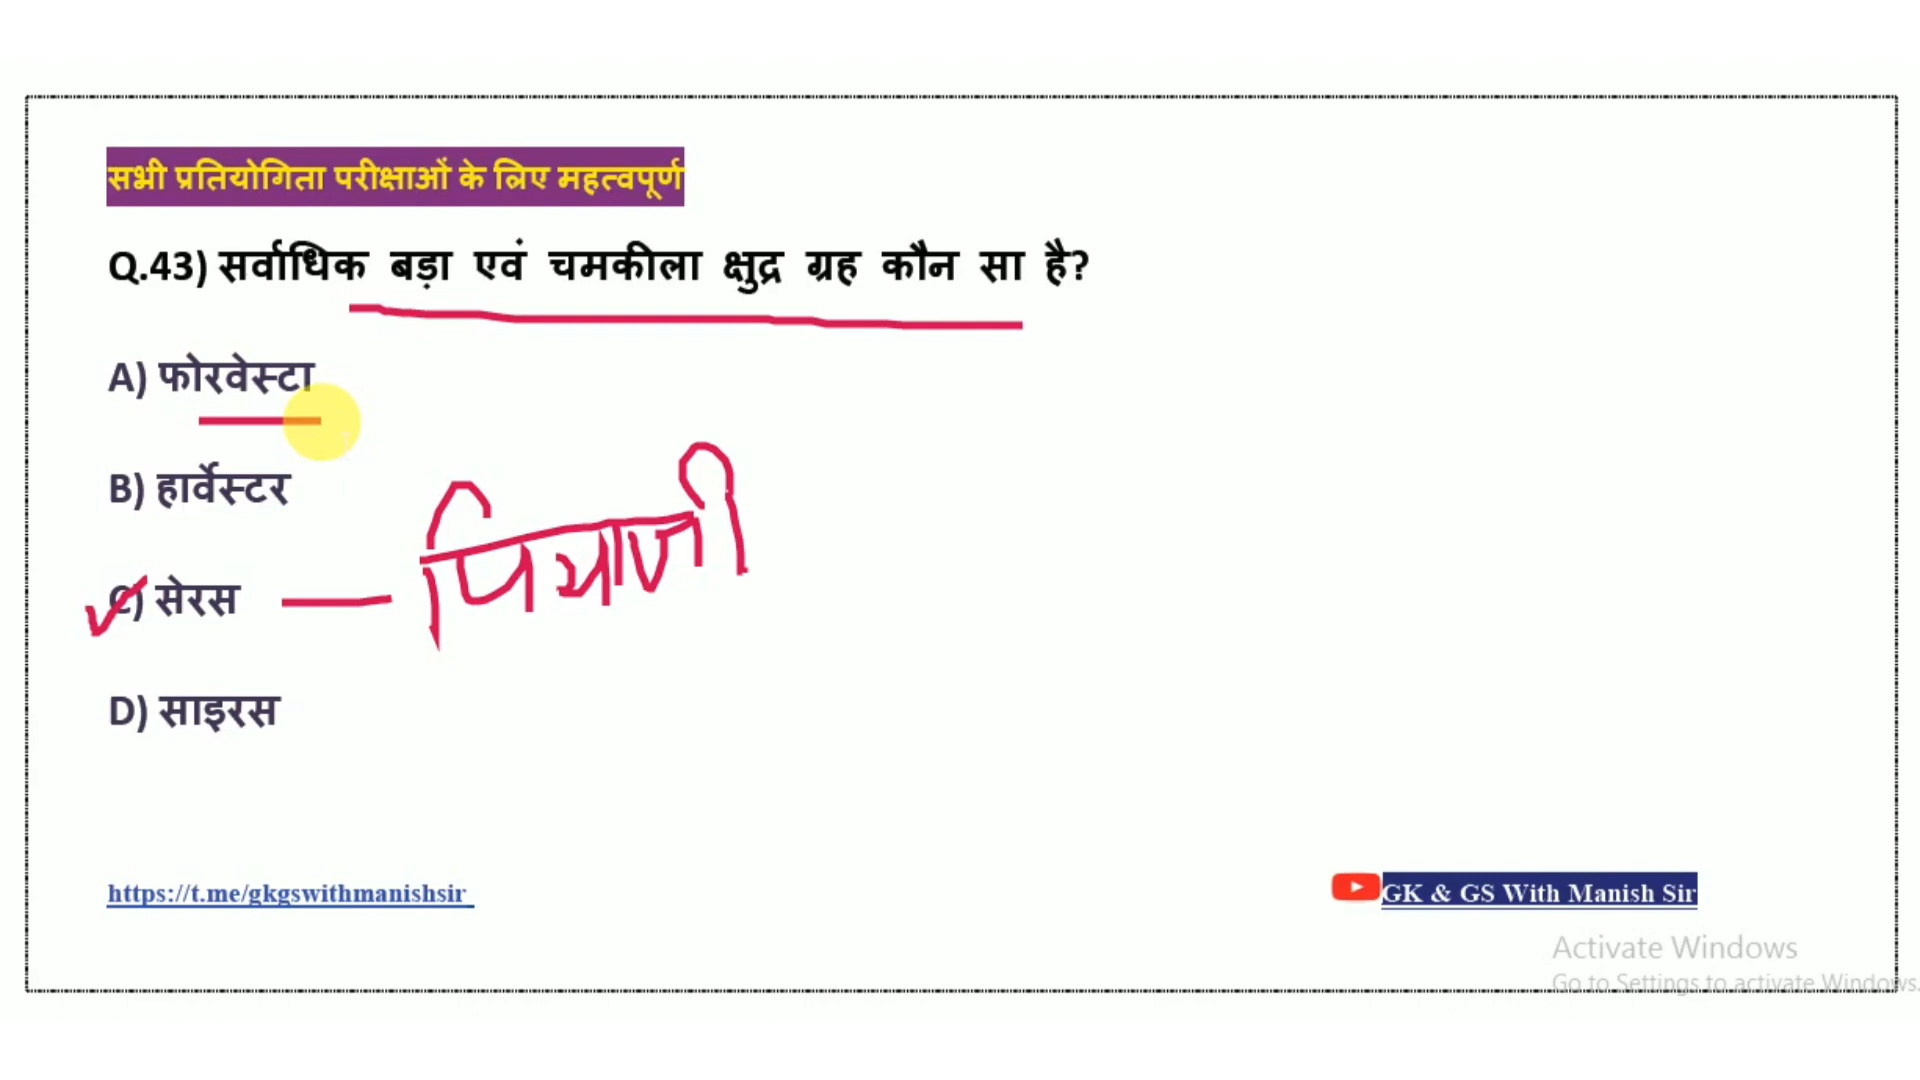 सभी प्रतियोगिता परीक्षाओं के लिए महत्वपूर्ण
Q.43) सर्वाधिक बड़ा एवं चमकीला क्षुद्र ग्रह कौन सा है?
A) फोरवेस्टा
B) हार्वेस्टर
C) सेरस — पियाजी
D) साइरस
https://t.me/gkgswithmanishsir
GK & GS With Manish Sir
Activate Windows
Go to Settings to activate Windows.